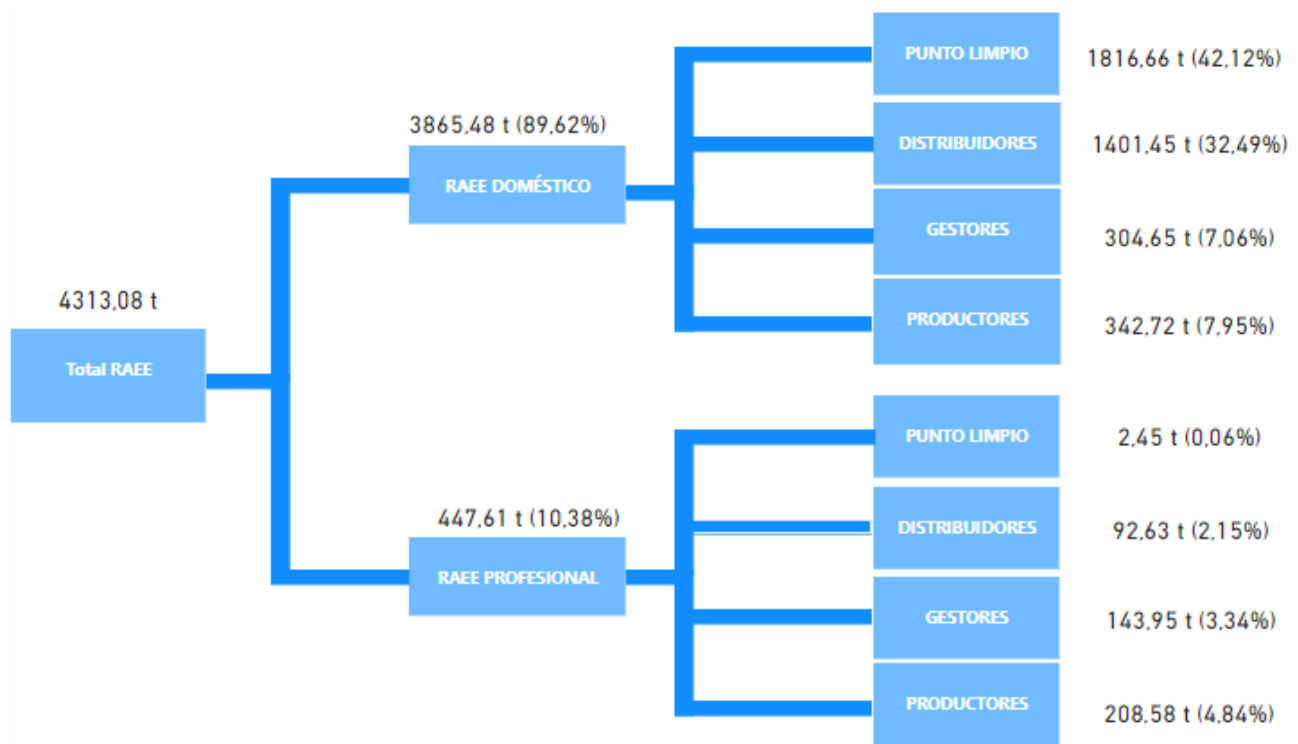 4313,08 t
Total RAEE
3865,48 t (89,62%)
RAEE DOMÉSTICO
PUNTO LIMPIO
1816,66 t (42,12%)
DISTRIBUIDORES
1401,45 t (32,49%)
GESTORES
304,65 t (7,06%)
PRODUCTORES
342,72 t (7,95%)
447,61 t (10,38%)
RAEE PROFESIONAL
PUNTO LIMPIO
2,45 t (0,06%)
DISTRIBUIDORES
92,63 t (2,15%)
GESTORES
143,95 t (3,34%)
PRODUCTORES
208,58 t (4,84%)